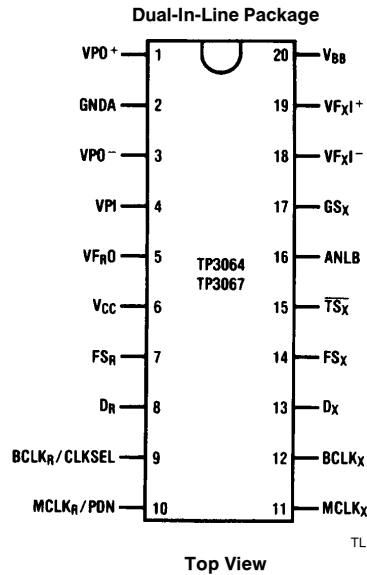 Dual-In-Line Package
VPO+ 1 20 VBB
GNDA 2 19 VFXI+
VPO− 3 18 VFXI−
VPI 4 17 GSX
VFRO 5 16 ANLB
TP3064
TP3067
VCC 6 15 T̅S̅X̅
FSR 7 14 FSX
DR 8 13 DX
BCLKR/CLKSEL 9 12 BCLKX
MCLKR/PDN 10 11 MCLKX
TL
Top View